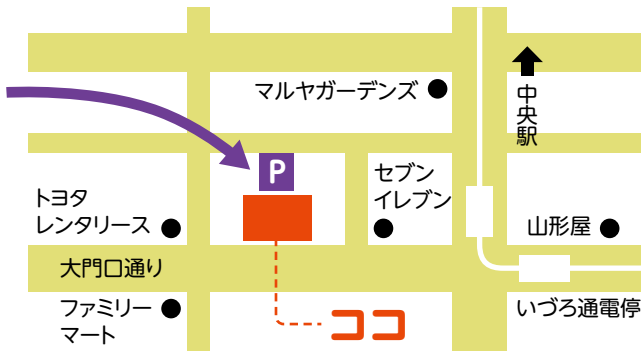 マルヤガーデンズ
中央駅
P
セブン
イレブン
トヨタ
レンタリース
山形屋
大門口通り
ファミリー
マート
ココ
いづろ通電停